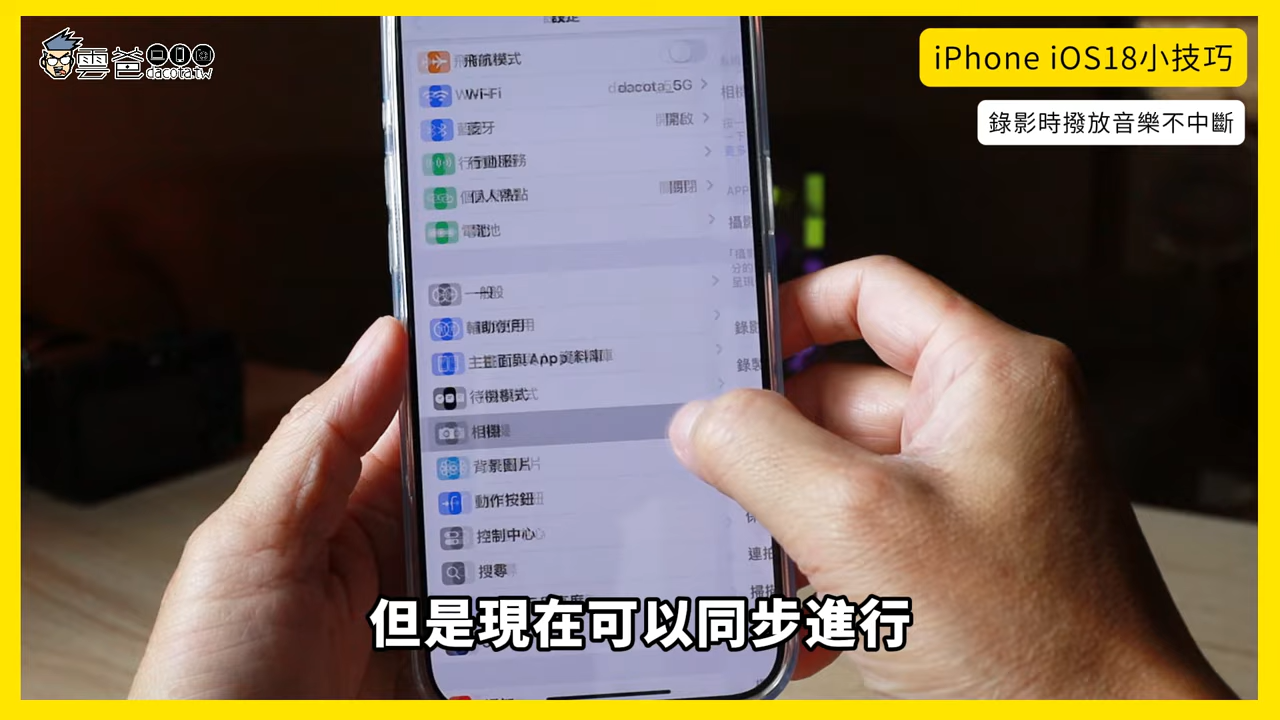 雲爸
dacota.tw
iPhone iOS18小技巧
錄影時撥放音樂不中斷
設定
飛航模式
Wi-Fi dacota_5G
藍牙 開啟
行動服務
個人熱點 關閉
電池
一般
輔助使用
主畫面與App資料庫
待機模式
相機
背景圖片
動作按鈕
控制中心
搜尋
APP
但是現在可以同步進行